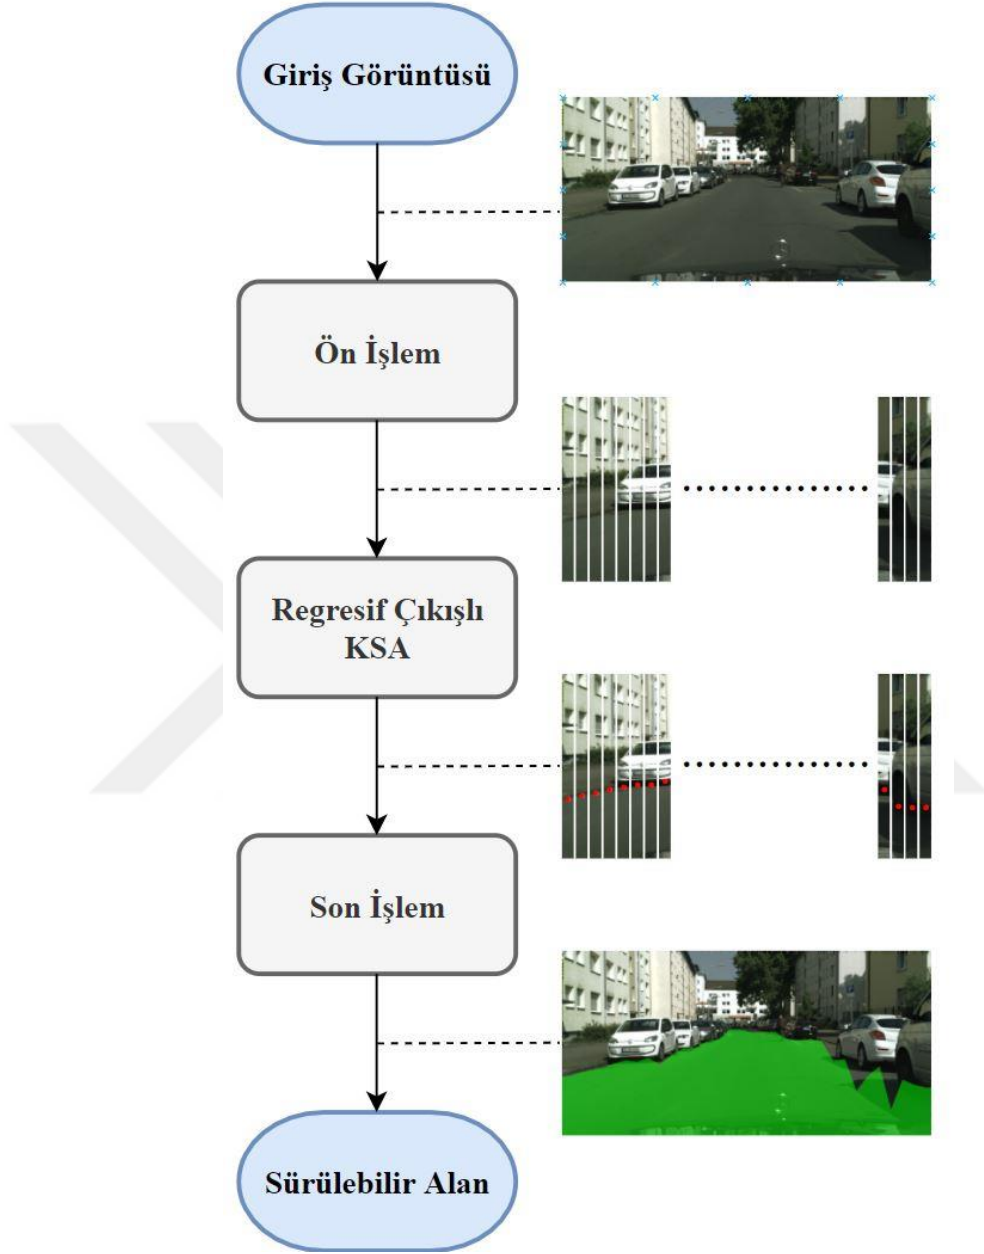 Giriş Görüntüsü
Ön İşlem
Regresif Çıkışlı
KSA
Son İşlem
Sürülebilir Alan